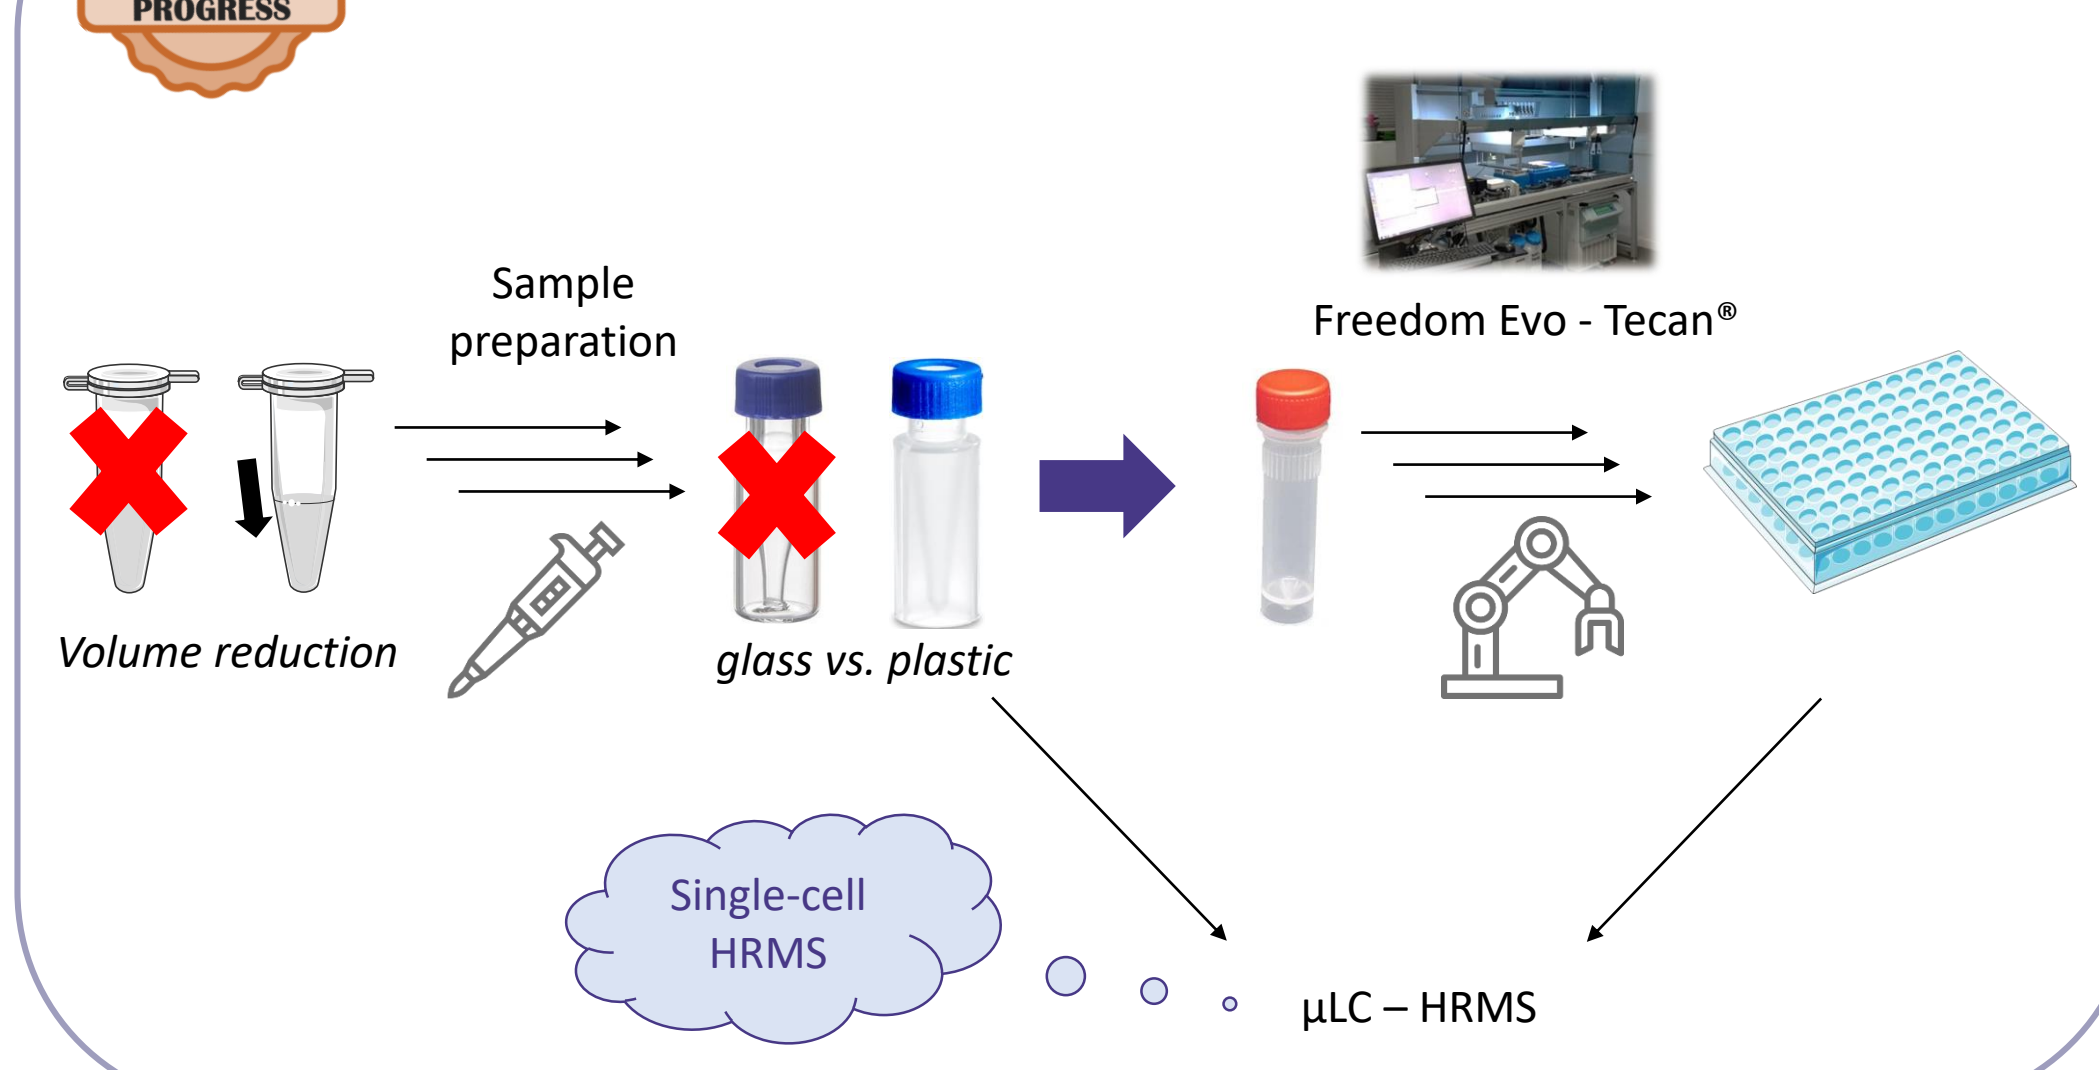 PROGRESS
Sample
preparation
Freedom Evo - Tecan®
Volume reduction
glass vs. plastic
Single-cell
HRMS
µLC – HRMS